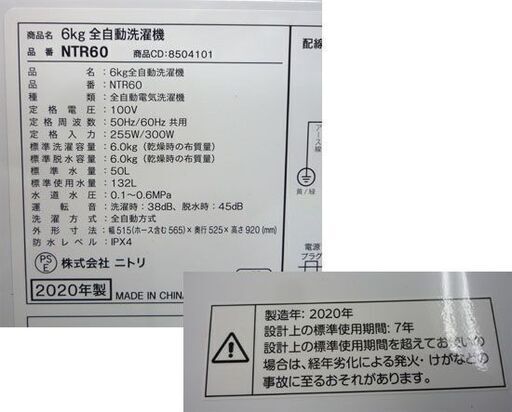 商品名 6kg 全自動洗濯機
品番 NTR60 商品CD:8504101
品名 :6kg全自動洗濯機
品番 :NTR60
種類 :全自動電気洗濯機
定格電圧:100V
定格周波数:50Hz/60Hz 共用
定格入力:255W/300W
標準洗濯容量:6.0kg (乾燥時の布質量)
標準脱水容量:6.0kg (乾燥時の布質量)
標準水量:50L
標準使用水量:132L
水道水圧:0.1~0.6MPa
運転音:洗濯時:38dB、脱水時:45dB
洗濯方式:全自動方式
外形寸法:幅515(ホース含む565)×奥行525×高さ920(mm)
防水レベル:IPX4
PSE 株式会社 ニトリ
2020年製 MADE IN CHINA
配線
アース線
黄/緑
電源
プラグ
製造年: 2020年
設計上の標準使用期間: 7年
設計上の標準使用期間を超えてお使いの
場合は、経年劣化による発火・けがなどの
事故に至るおそれがあります。